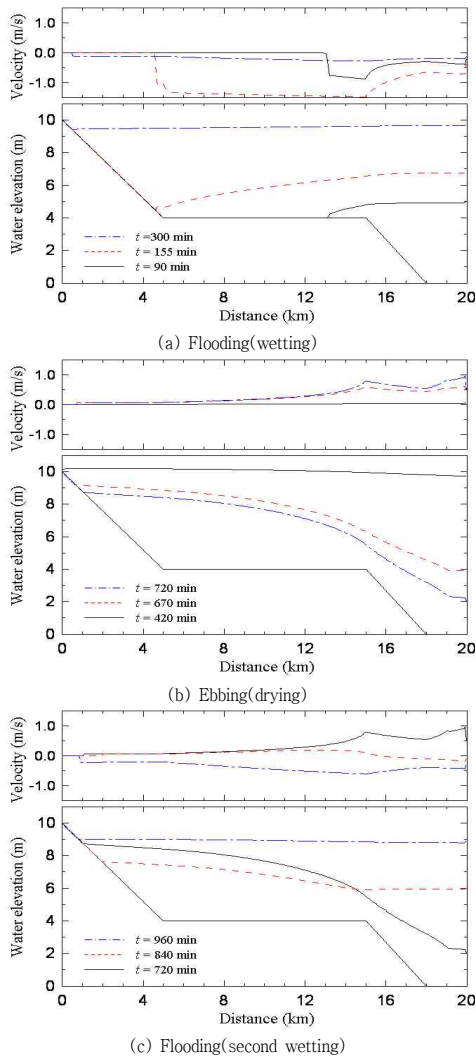 Velocity (m/s)
1.0
0.0
-1.0
Water elevation (m)
10
8
6
4
2
0
t =300 min
t = 155 min
t = 90 min
0 4 8 12 16 20
Distance (km)
(a) Flooding(wetting)
Velocity (m/s)
1.0
0.0
-1.0
Water elevation (m)
10
8
6
4
2
0
t = 720 min
t = 670 min
t = 420 min
0 4 8 12 16 20
Distance (km)
(b) Ebbing(drying)
Velocity (m/s)
1.0
0.0
-1.0
Water elevation (m)
10
8
6
4
2
0
t = 960 min
t = 840 min
t = 720 min
0 4 8 12 16 20
Distance (km)
(c) Flooding(second wetting)